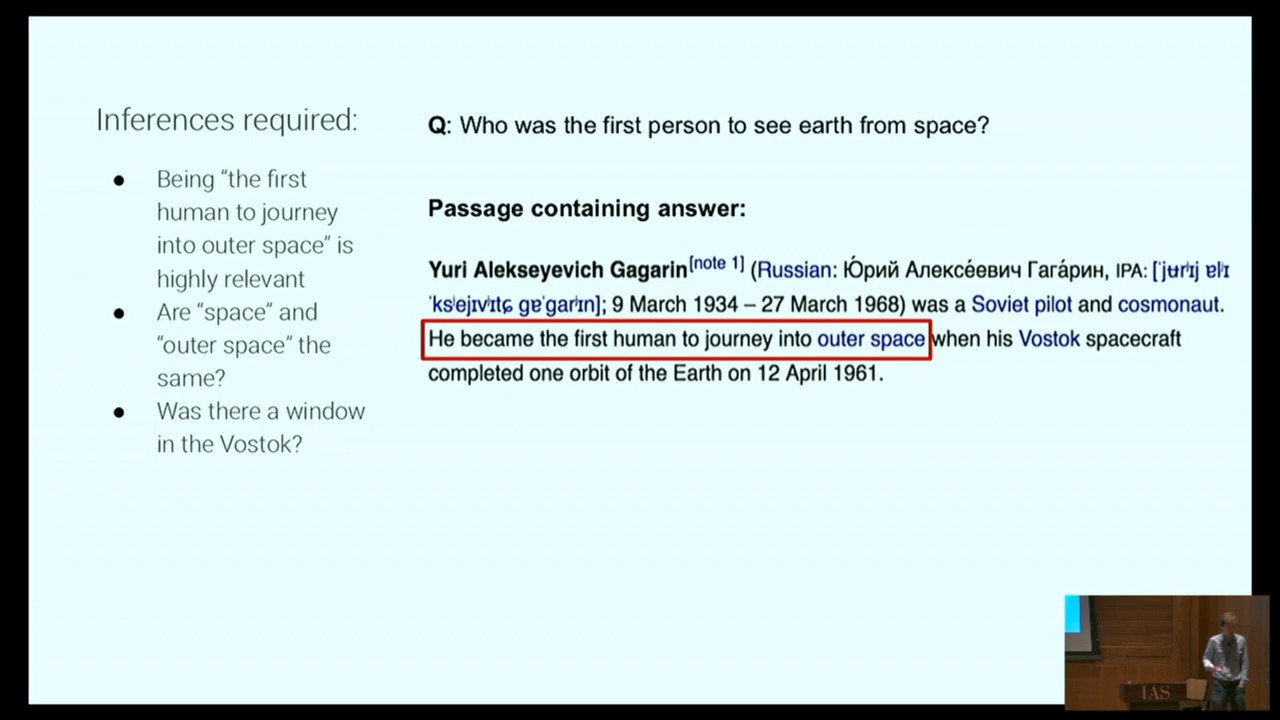 Inferences required:
● Being “the first
human to journey
into outer space” is
highly relevant
● Are “space” and
“outer space” the
same?
● Was there a window
in the Vostok?
Q: Who was the first person to see earth from space?
Passage containing answer:
Yuri Alekseyevich Gagarin[note 1] (Russian: Ю́рий Алексе́евич Гага́рин, IPA: [ˈjʉrʲɪj ɐlʲɪ
ˈksʲejɪvʲɪtɕ ɡɐˈɡarʲɪn]; 9 March 1934 – 27 March 1968) was a Soviet pilot and cosmonaut.
He became the first human to journey into outer space when his Vostok spacecraft
completed one orbit of the Earth on 12 April 1961.
IAS